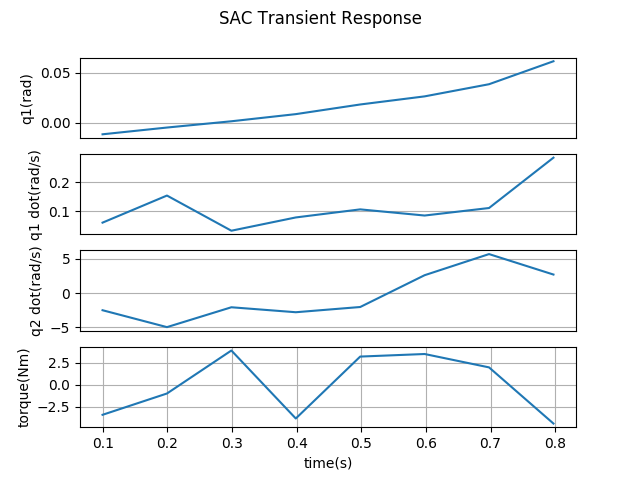 SAC Transient Response
q1(rad)
0.05
0.00
q1 dot(rad/s)
0.2
0.1
q2 dot(rad/s)
5
0
−5
torque(Nm)
2.5
0.0
−2.5
0.1 0.2 0.3 0.4 0.5 0.6 0.7 0.8
time(s)